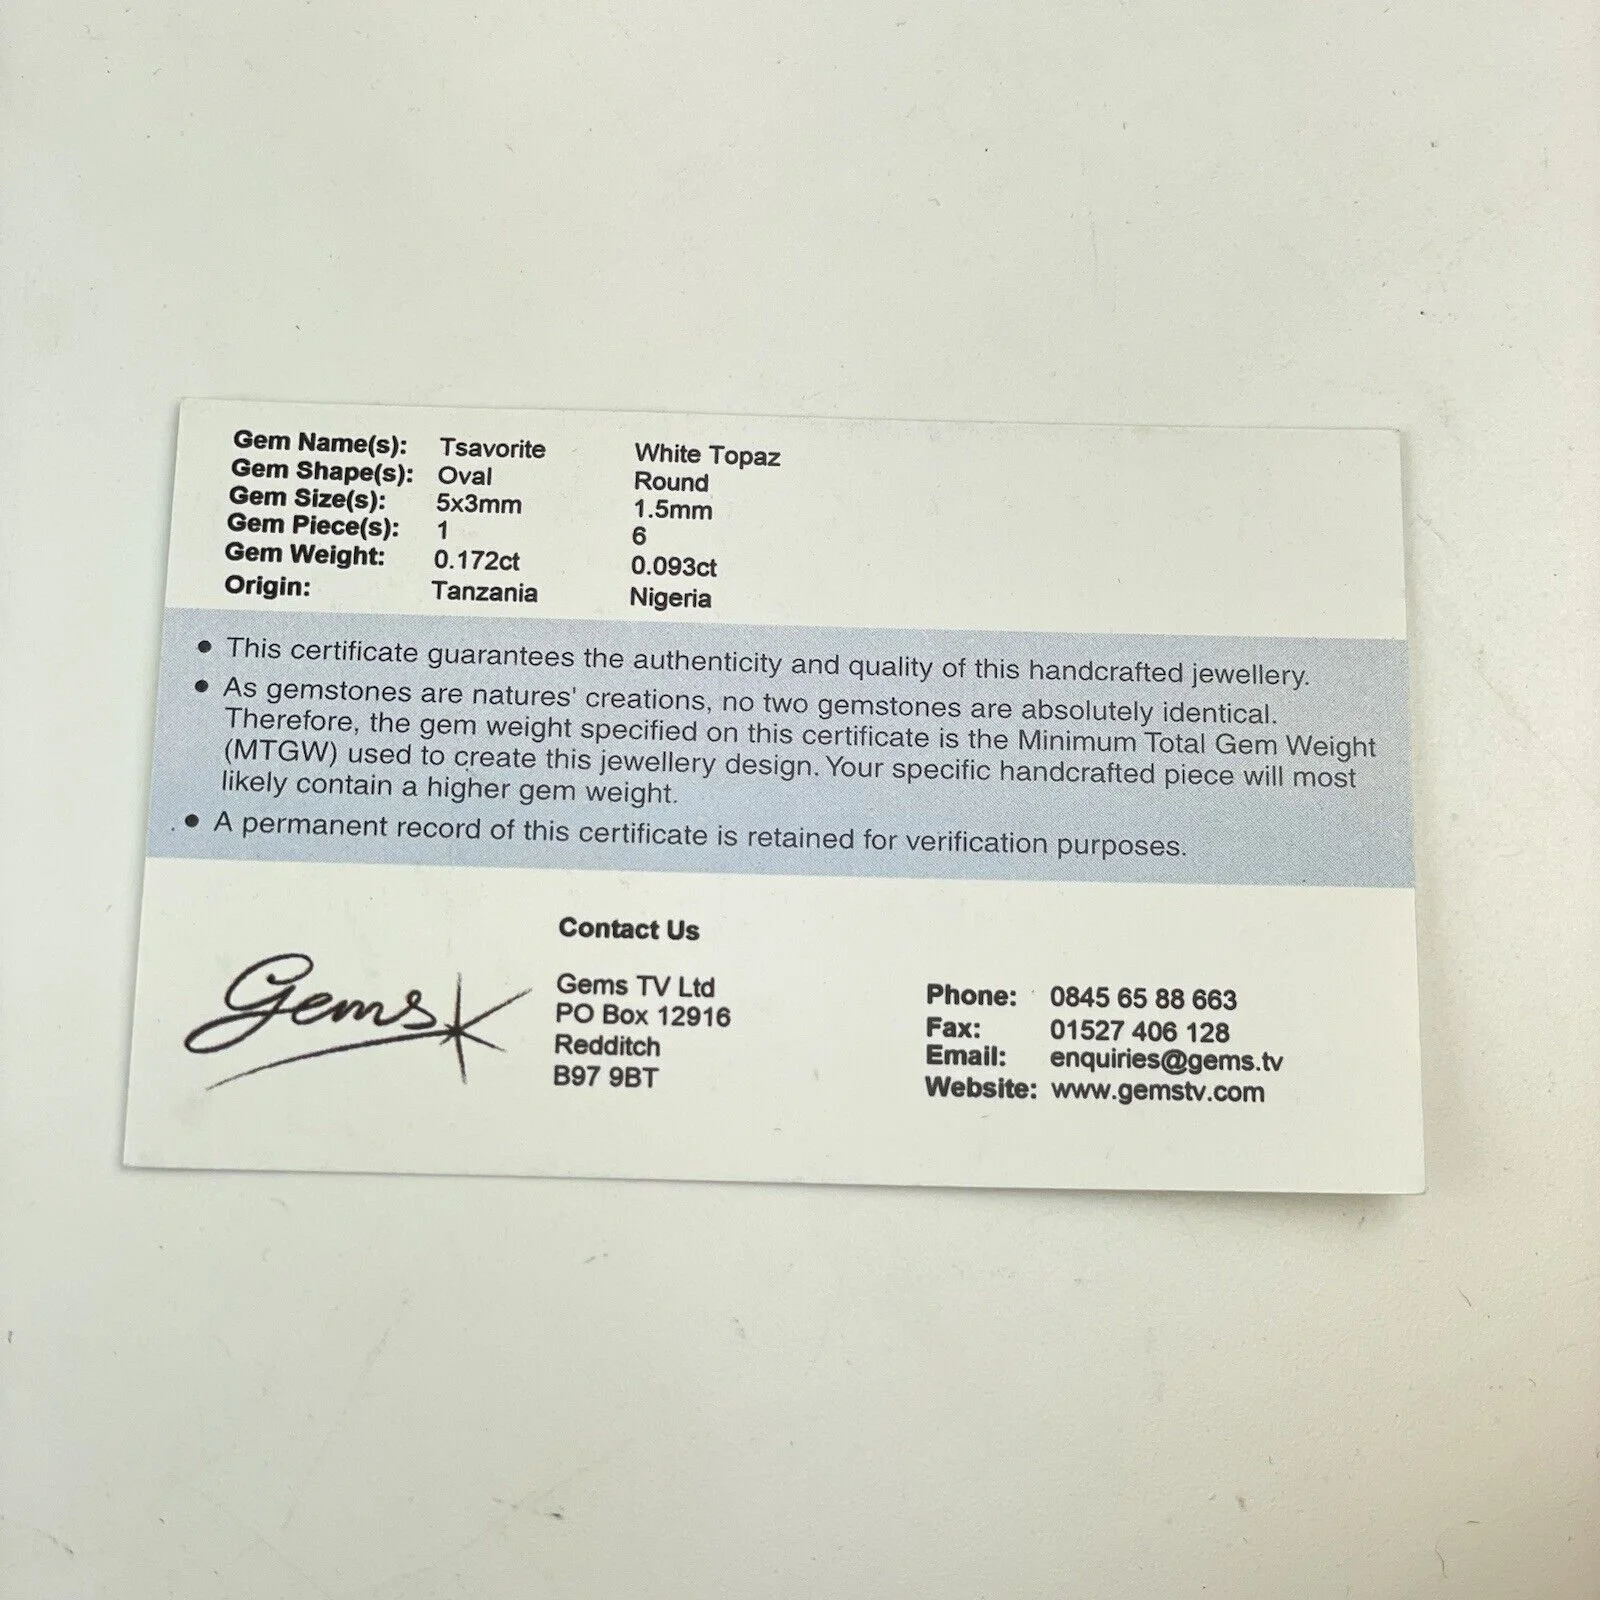 Gem Name(s): Tsavorite White Topaz
Gem Shape(s): Oval Round
Gem Size(s): 5x3mm 1.5mm
Gem Piece(s): 1 6
Gem Weight: 0.172ct 0.093ct
Origin: Tanzania Nigeria
• This certificate guarantees the authenticity and quality of this handcrafted jewellery.
• As gemstones are natures' creations, no two gemstones are absolutely identical.
Therefore, the gem weight specified on this certificate is the Minimum Total Gem Weight
(MTGW) used to create this jewellery design. Your specific handcrafted piece will most
likely contain a higher gem weight.
• A permanent record of this certificate is retained for verification purposes.
Gems
Contact Us
Gems TV Ltd
PO Box 12916
Redditch
B97 9BT
Phone: 0845 65 88 663
Fax: 01527 406 128
Email: enquiries@gems.tv
Website: www.gemstv.com